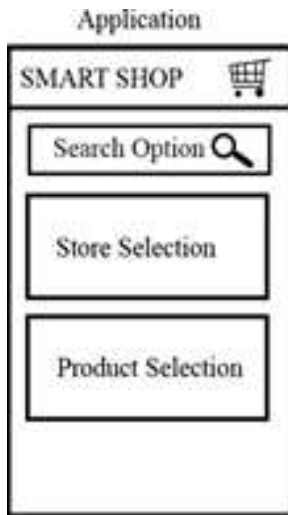 Application
SMART SHOP
Search Option
Store Selection
Product Selection